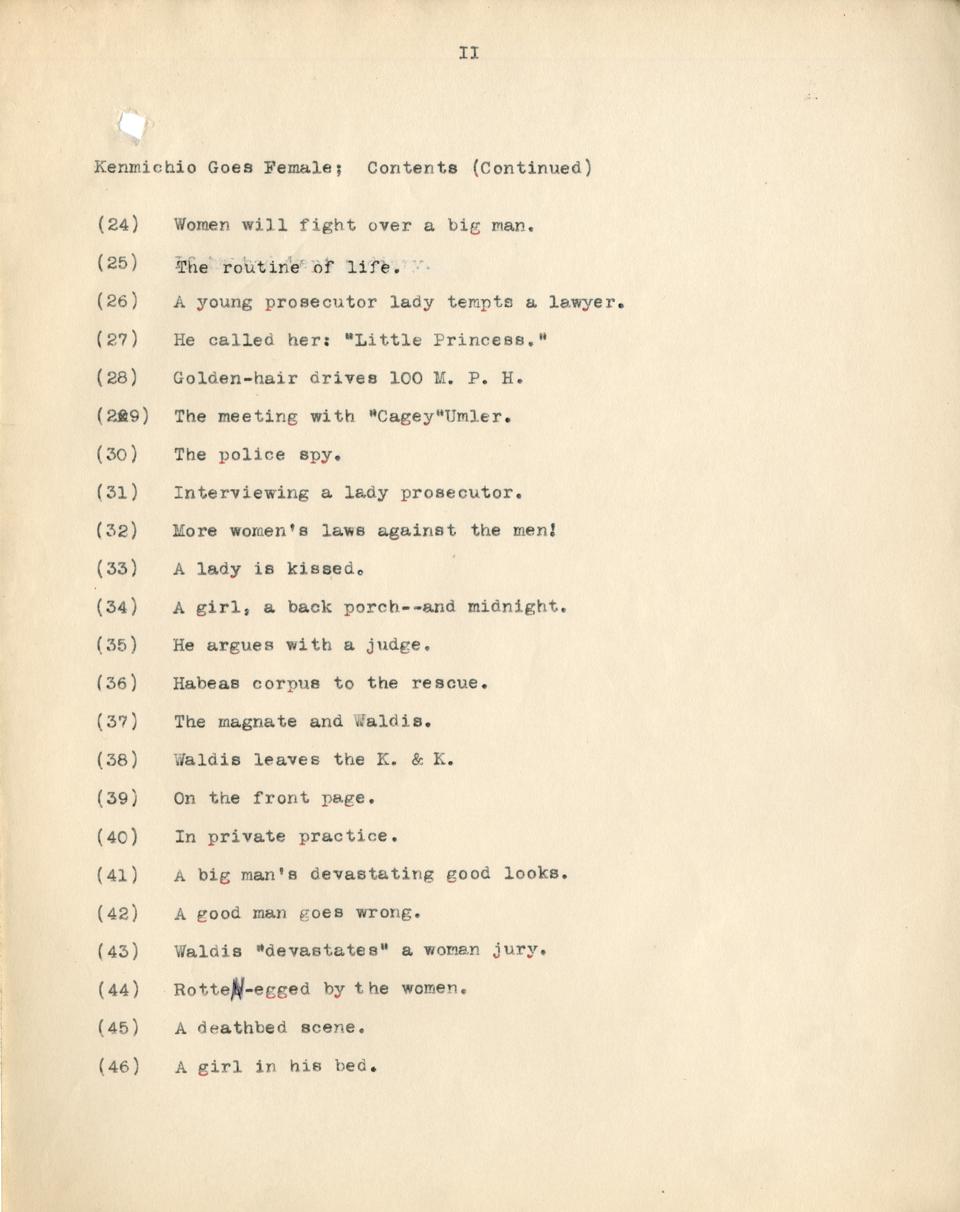 II
Kenmichio Goes Female; Contents (Continued)
(24) Women will fight over a big man.
(25) The routine of life.
(26) A young prosecutor lady tempts a lawyer.
(27) He called her: "Little Princess."
(28) Golden-hair drives 100 M. P. H.
(29) The meeting with "Cagey"Umler.
(30) The police spy.
(31) Interviewing a lady prosecutor.
(32) More women's laws against the men!
(33) A lady is kissed.
(34) A girl, a back porch--and midnight.
(35) He argues with a judge.
(36) Habeas corpus to the rescue.
(37) The magnate and Waldis.
(38) Waldis leaves the K. & K.
(39) On the front page.
(40) In private practice.
(41) A big man's devastating good looks.
(42) A good man goes wrong.
(43) Waldis "devastates" a woman jury.
(44) RotteN-egged by the women.
(45) A deathbed scene.
(46) A girl in his bed.